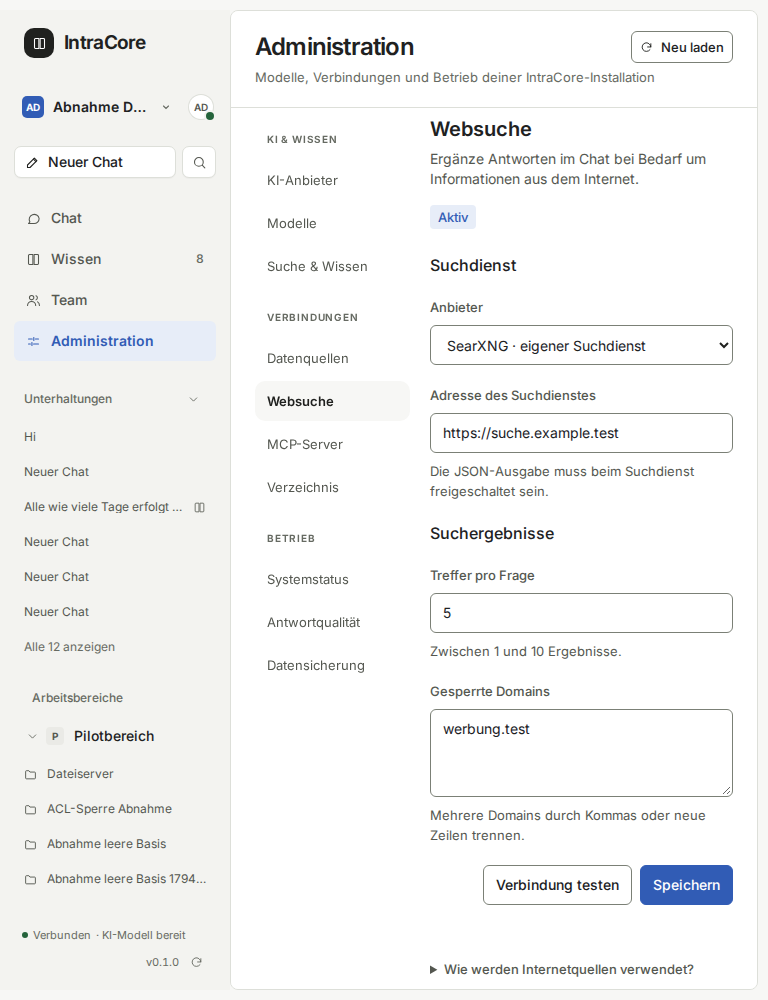 IntraCore
AD
Abnahme D...
AD
Neuer Chat
Chat
Wissen
8
Team
Administration
Unterhaltungen
Hi
Neuer Chat
Alle wie viele Tage erfolgt ...
Neuer Chat
Neuer Chat
Neuer Chat
Alle 12 anzeigen
Arbeitsbereiche
P
Pilotbereich
Dateiserver
ACL-Sperre Abnahme
Abnahme leere Basis
Abnahme leere Basis 1794...
Verbunden · KI-Modell bereit
v0.1.0
Administration
Neu laden
Modelle, Verbindungen und Betrieb deiner IntraCore-Installation
KI & WISSEN
KI-Anbieter
Modelle
Suche & Wissen
VERBINDUNGEN
Datenquellen
Websuche
MCP-Server
Verzeichnis
BETRIEB
Systemstatus
Antwortqualität
Datensicherung
Websuche
Ergänze Antworten im Chat bei Bedarf um
Informationen aus dem Internet.
Aktiv
Suchdienst
Anbieter
SearXNG · eigener Suchdienst
Adresse des Suchdienstes
https://suche.example.test
Die JSON-Ausgabe muss beim Suchdienst
freigeschaltet sein.
Suchergebnisse
Treffer pro Frage
5
Zwischen 1 und 10 Ergebnisse.
Gesperrte Domains
werbung.test
Mehrere Domains durch Kommas oder neue
Zeilen trennen.
Verbindung testen
Speichern
Wie werden Internetquellen verwendet?